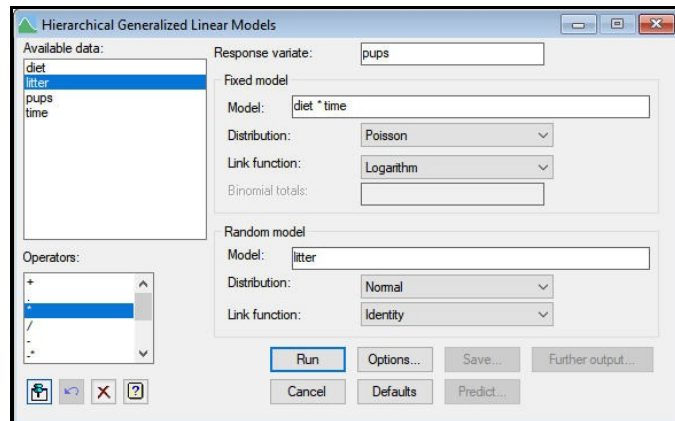 Hierarchical Generalized Linear Models
Available data:
diet
litter
pups
time
Response variate: pups
Fixed model
Model: diet * time
Distribution: Poisson
Link function: Logarithm
Binomial totals:
Random model
Model: litter
Distribution: Normal
Link function: Identity
Operators:
+
.
*
/
-
-*
Run Options... Save... Further output...
Cancel Defaults Predict...